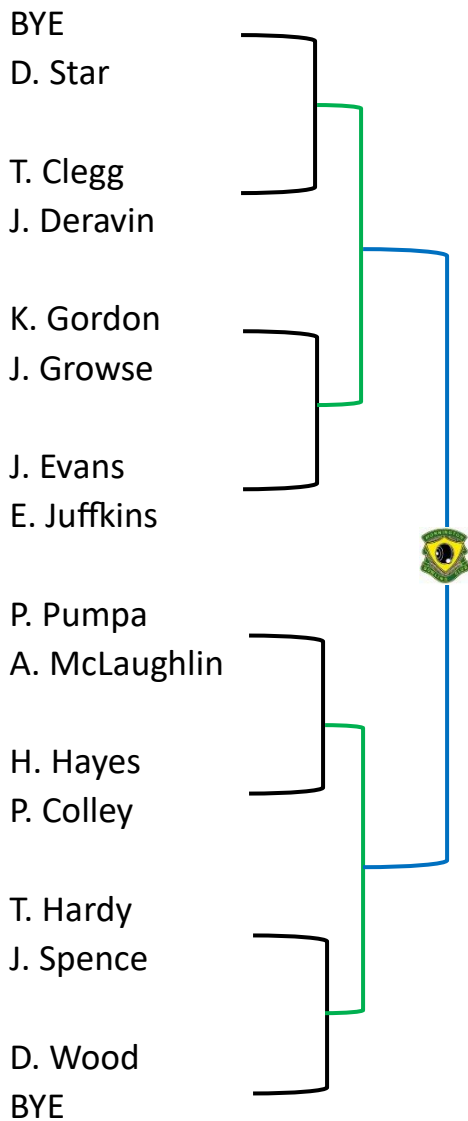 BYE
D. Star
T. Clegg
J. Deravin
K. Gordon
J. Growse
J. Evans
E. Juffkins
P. Pumpa
A. McLaughlin
H. Hayes
P. Colley
T. Hardy
J. Spence
D. Wood
BYE